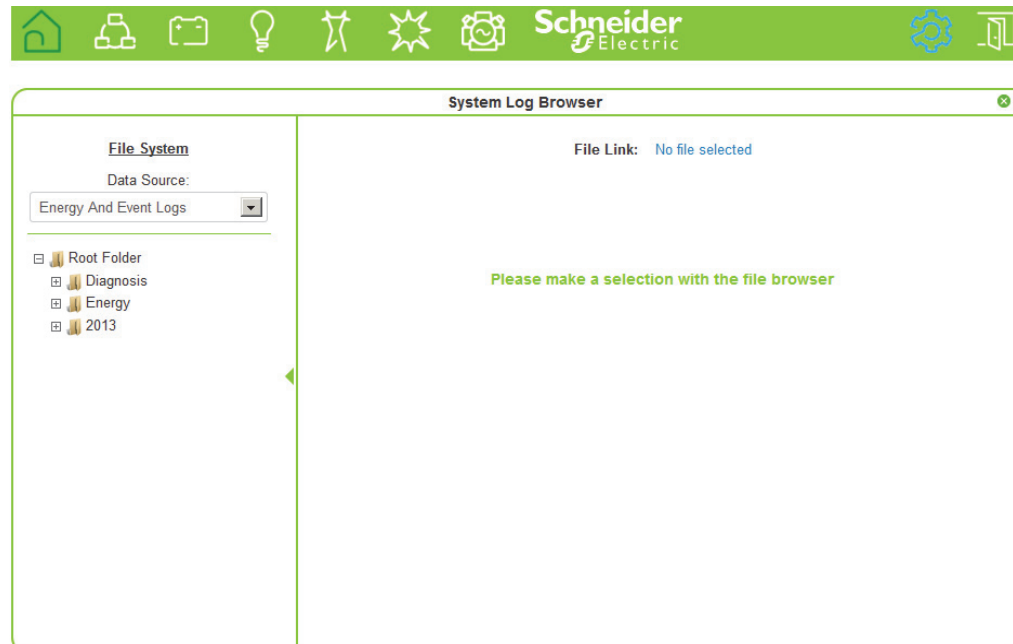 Schneider
Electric
System Log Browser
File System
Data Source:
Energy And Event Logs
Root Folder
Diagnosis
Energy
2013
File Link: No file selected
Please make a selection with the file browser